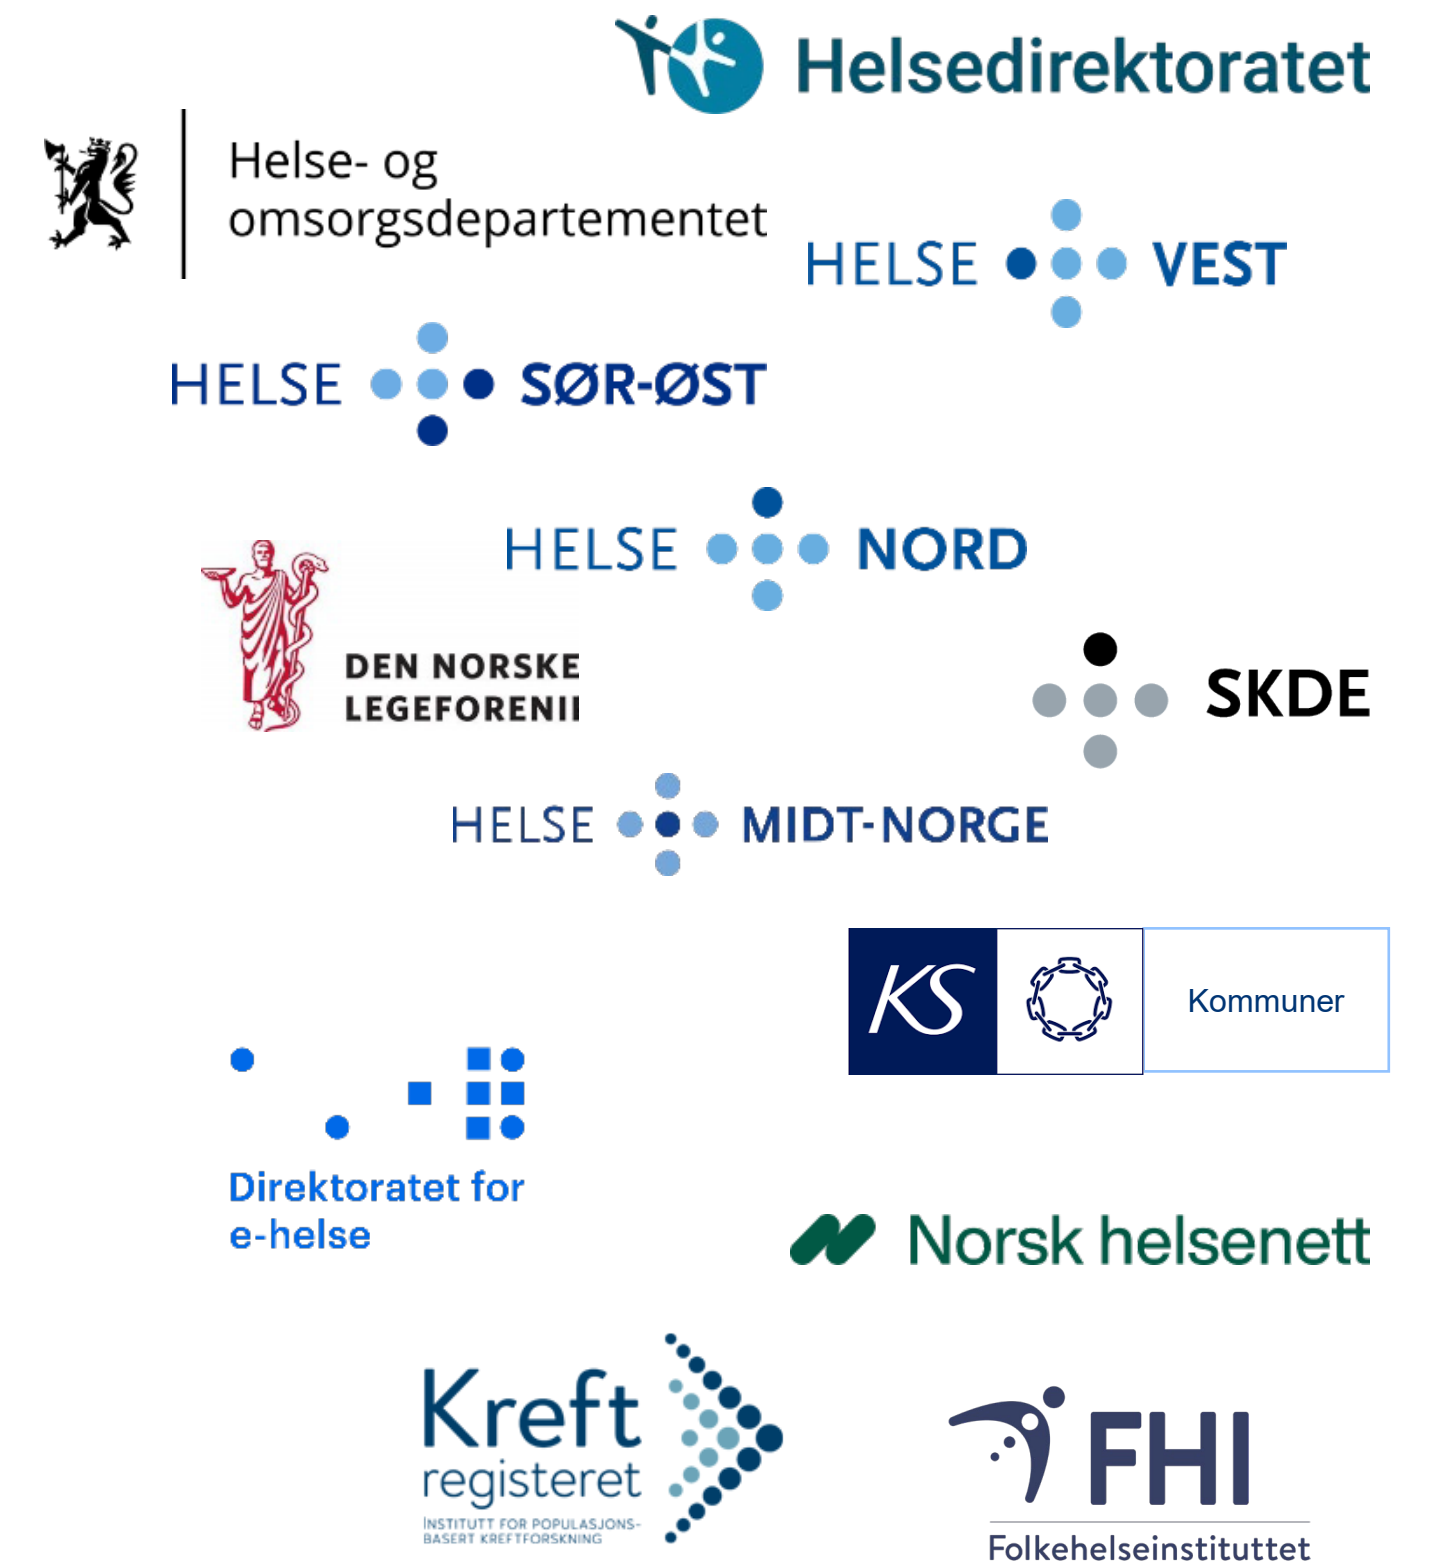 Helsedirektoratet
Helse- og
omsorgsdepartementet
HELSE VEST
HELSE SØR-ØST
HELSE NORD
DEN NORSKE
LEGEFORENI
SKDE
HELSE MIDT-NORGE
KS
Kommuner
Direktoratet for
e-helse
Norsk helsenett
Kreft
registeret
INSTITUTT FOR POPULASJONS-
BASERT KREFTFORSKNING
FHI
Folkehelseinstituttet